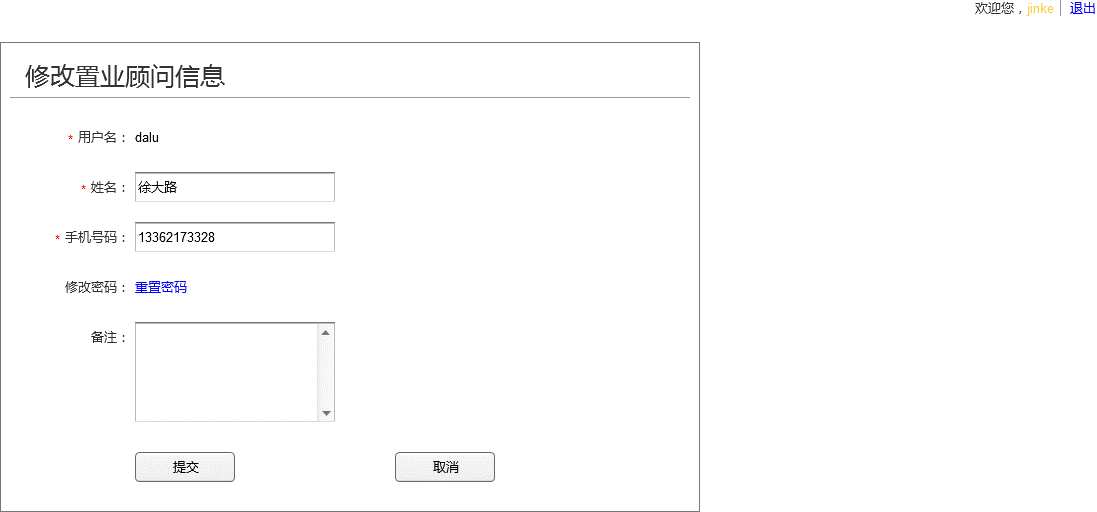 欢迎您，jinke 退出
修改置业顾问信息
* 用户名： dalu
* 姓名： 徐大路
* 手机号码： 13362173328
修改密码： 重置密码
备注：
提交 取消